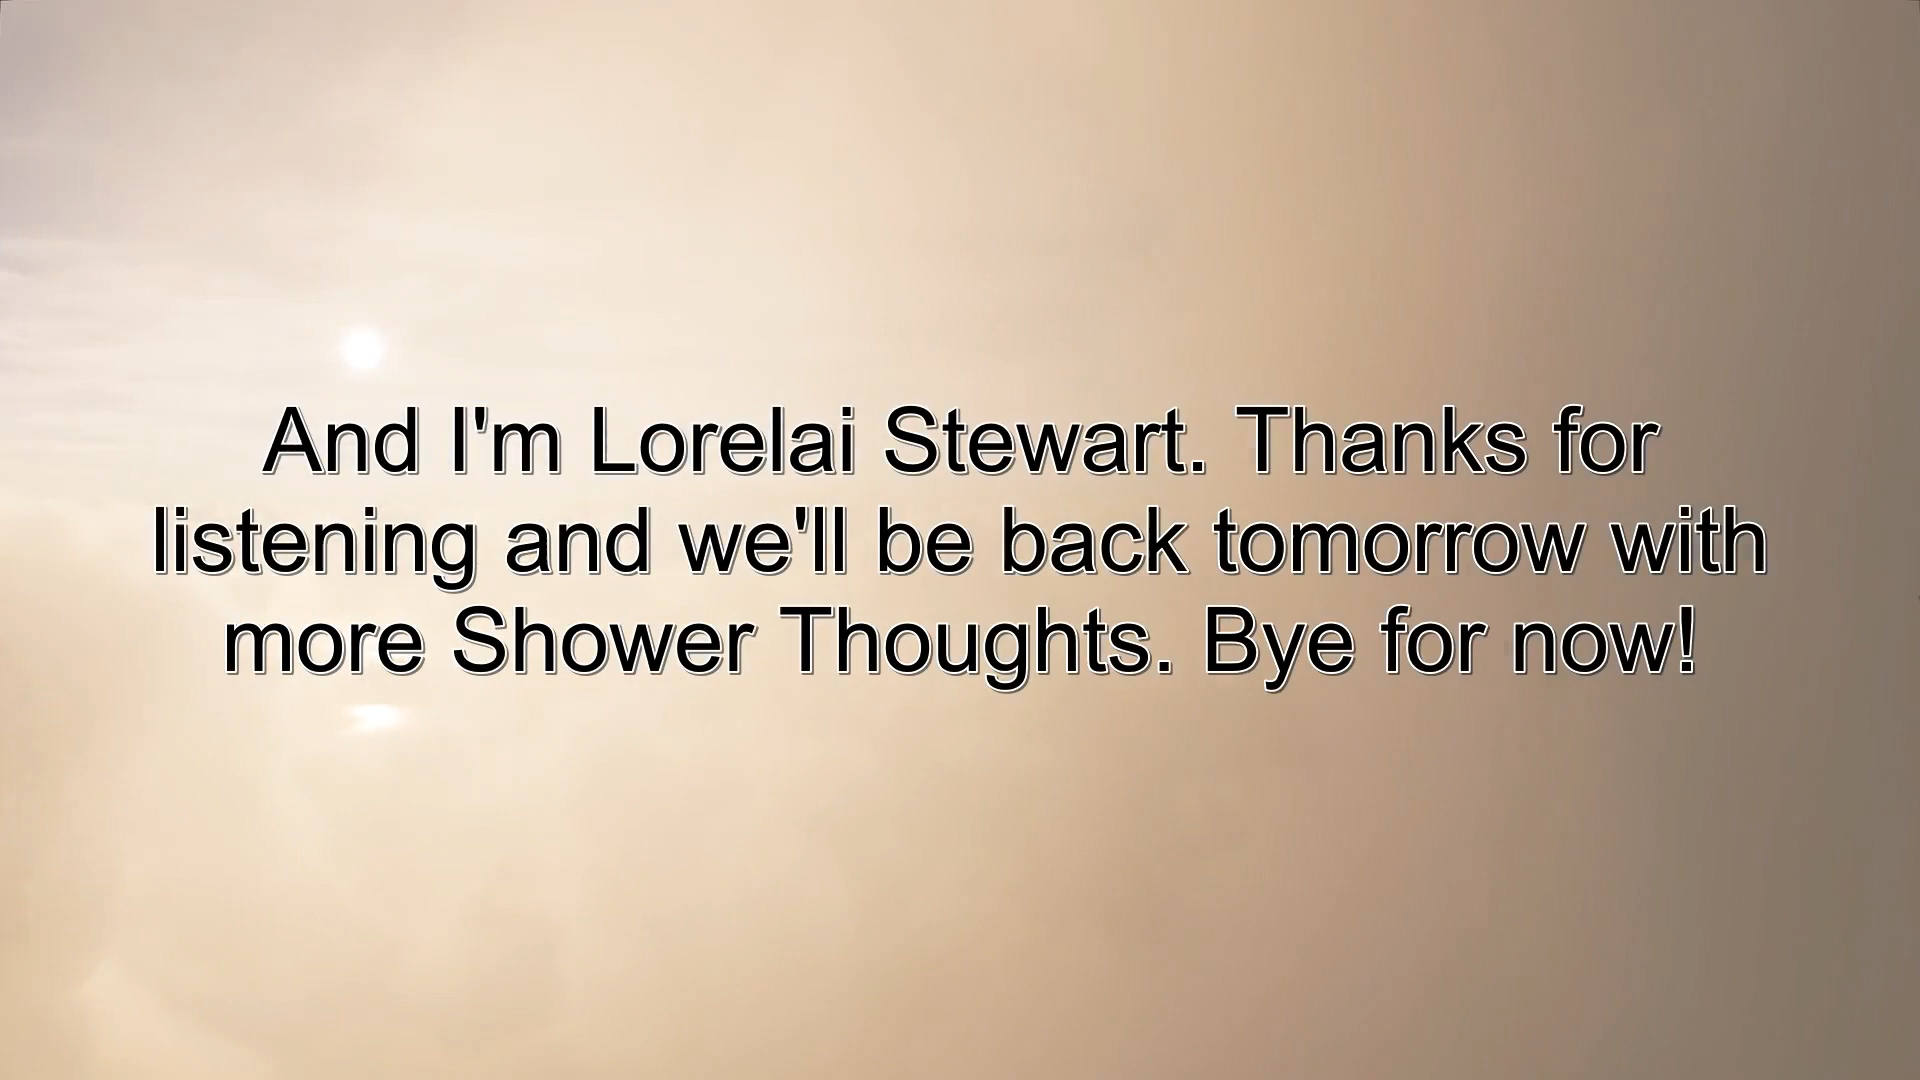 And I'm Lorelai Stewart. Thanks for
listening and we'll be back tomorrow with
more Shower Thoughts. Bye for now!